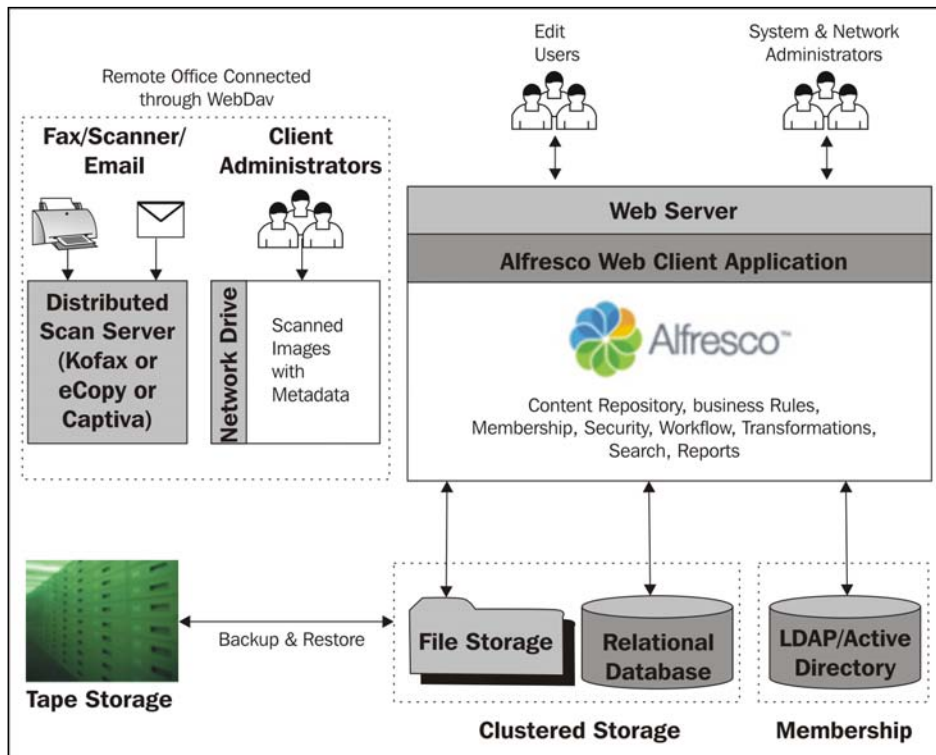 Edit
Users
System & Network
Administrators
Remote Office Connected
through WebDav
Fax/Scanner/
Email
Client
Administrators
Distributed
Scan Server
(Kofax or
eCopy or
Captiva)
Network Drive
Scanned
Images
with
Metadata
Web Server
Alfresco Web Client Application
Alfresco™
Content Repository, business Rules,
Membership, Security, Workflow, Transformations,
Search, Reports
Backup & Restore
Tape Storage
File Storage
Relational
Database
Clustered Storage
LDAP/Active
Directory
Membership